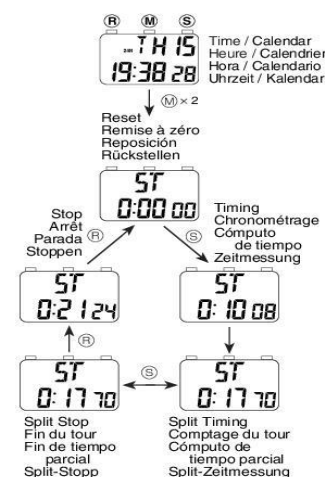 R M S
24H TH 15
19:38 28
Time / Calendar
Heure / Calendrier
Hora / Calendario
Uhrzeit / Kalendar
M × 2
Reset
Remise à zéro
Reposición
Rückstellen
ST
0:00 00
Stop
Arrêt
Parada
Stoppen
R
S
Timing
Chronométrage
Cómputo
de tiempo
Zeitmessung
ST
0:21 24
ST
0:10 08
R
ST
0:17 70
S
ST
0:17 70
Split Stop
Fin du tour
Fin de tiempo
parcial
Split-Stopp
Split Timing
Comptage du tour
Cómputo de
tiempo parcial
Split-Zeitmessung